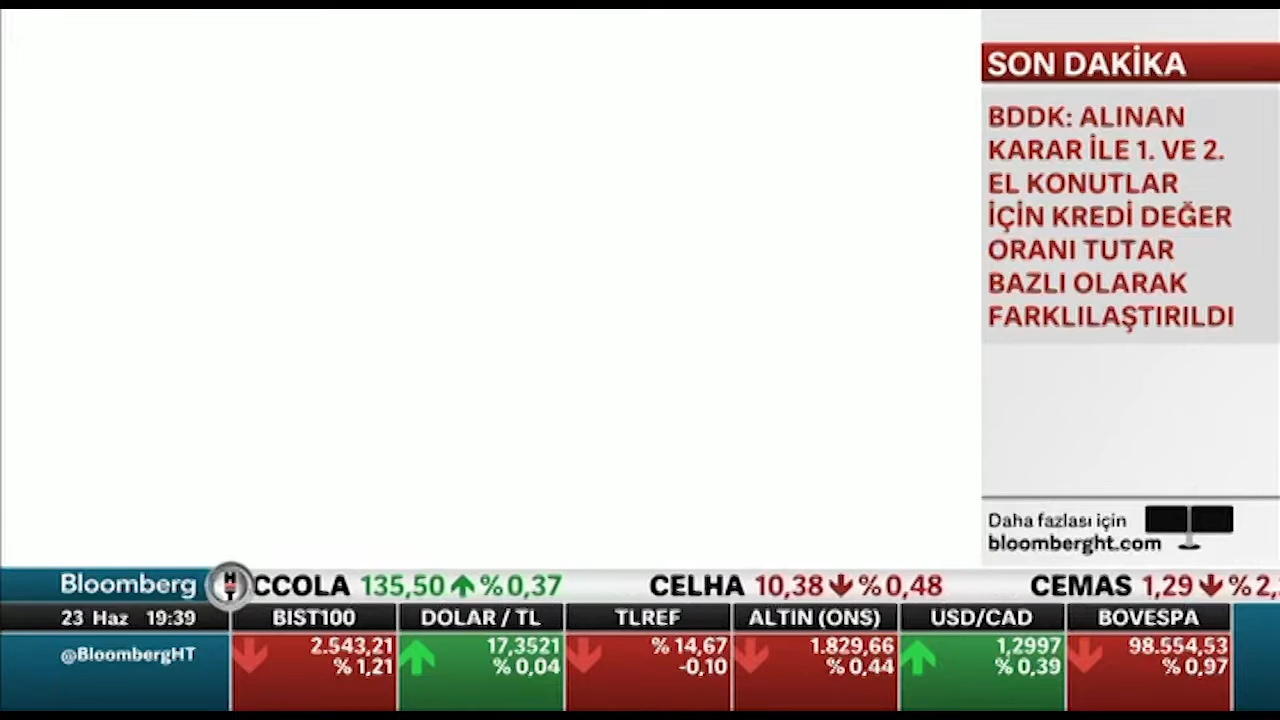 SON DAKİKA
BDDK: ALINAN
KARAR İLE 1. VE 2.
EL KONUTLAR
İÇİN KREDİ DEĞER
ORANI TUTAR
BAZLI OLARAK
FARKLILAŞTIRILDI
Daha fazlası için
bloomberght.com
Bloomberg HT CCOLA 135,50 %0,37 CELHA 10,38 %0,48 CEMAS 1,29
23 Haz 19:39 BIST100 DOLAR / TL TLREF ALTIN (ONS) USD/CAD BOVESPA
@BloombergHT 2.543,21 17,3521 % 14,67 1.829,66 1,2997 98.554,53
% 1,21 % 0,04 -0,10 % 0,44 % 0,39 % 0,97